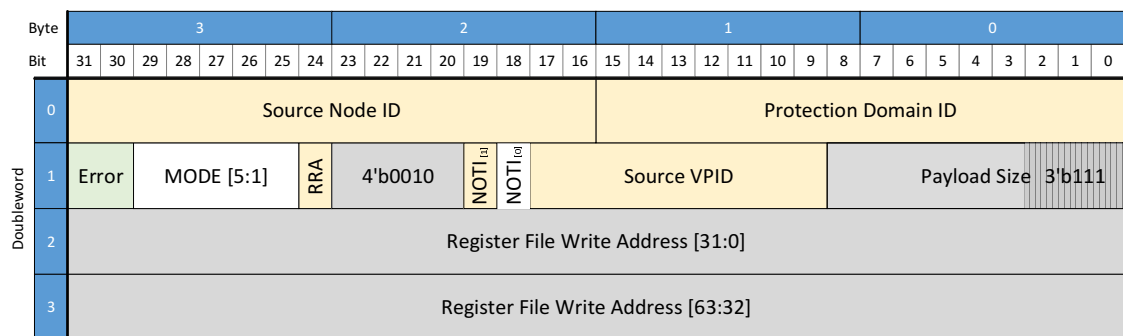 Byte 3 2 1 0
Bit 31 30 29 28 27 26 25 24 23 22 21 20 19 18 17 16 15 14 13 12 11 10 9 8 7 6 5 4 3 2 1 0
0 Source Node ID Protection Domain ID
Doubleword
1 Error MODE [5:1] RRA 4'b0010 NOTI[1] NOTI[0] Source VPID Payload Size 3'b111
2 Register File Write Address [31:0]
3 Register File Write Address [63:32]